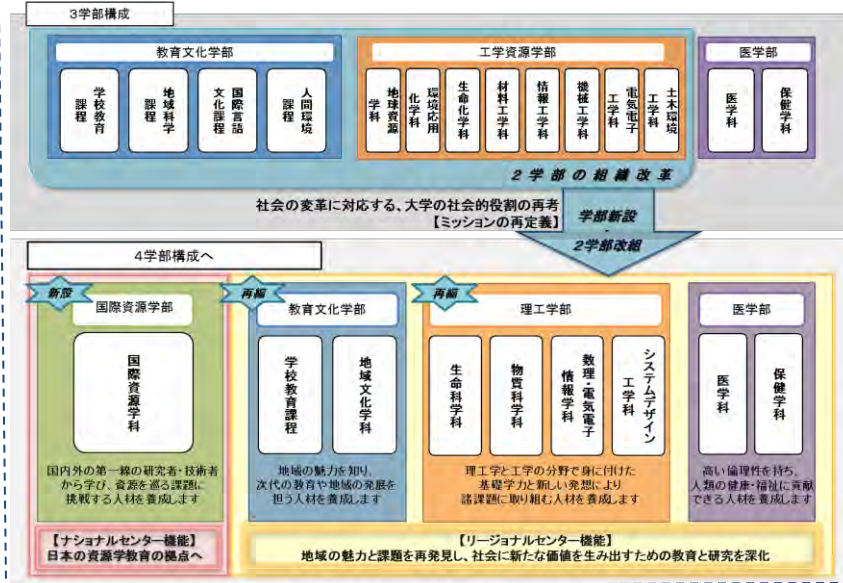 3学部構成
教育文化学部
学校教育
課程
地域科学
課程
国際言語
文化課程
人間環境
課程
工学資源学部
地球資源
学科
環境応用
化学科
生命化学科
材料工学科
情報工学科
機械工学科
電気電子
工学科
土木環境
工学科
医学部
医学科
保健学科
2学部の組織改革
社会の変革に対応する、大学の社会的役割の再考
【ミッションの再定義】
学部新設
・
2学部改組
4学部構成へ
新設
国際資源学部
国際資源学科
国内外の第一線の研究者・技術者
から学び、資源を巡る課題に
挑戦する人材を養成します
再編
教育文化学部
学校教育課程
地域文化学科
地域の魅力を知り、
次代の教育や地域の発展を
担う人材を養成します
再編
理工学部
生命科学科
物質科学科
数理・電気電子
情報学科
システムデザイン
工学科
理工学と工学の分野で身に付けた
基礎学力と新しい発想により
諸課題に取り組む人材を養成します
医学部
医学科
保健学科
高い倫理性を持ち、
人類の健康・福祉に貢献
できる人材を養成します
【ナショナルセンター機能】
日本の資源学教育の拠点へ
【リージョナルセンター機能】
地域の魅力と課題を再発見し、社会に新たな価値を生み出すための教育と研究を深化